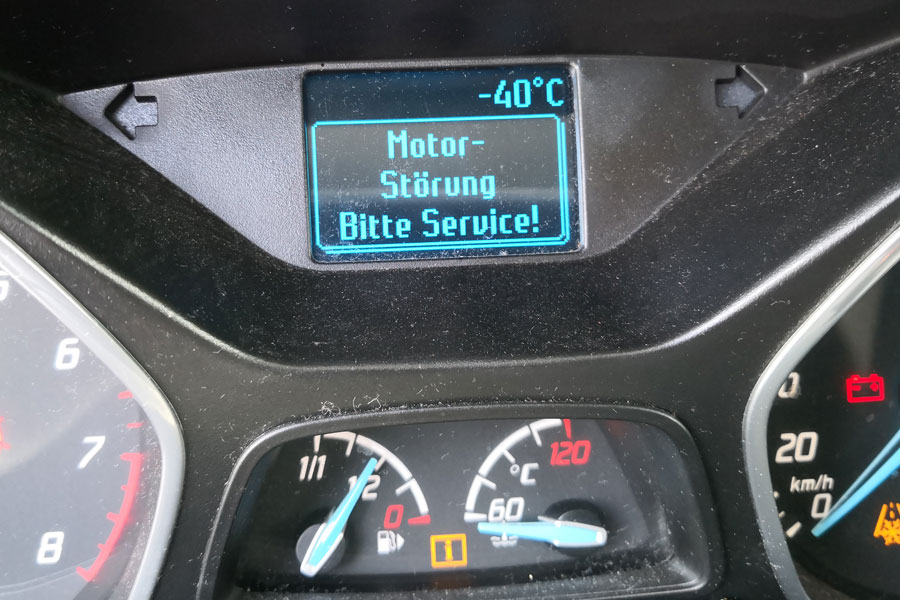 -40°C
Motor-
Störung
Bitte Service!
6
7
8
1/1
1/2
0
°C
120
60
20
km/h
0